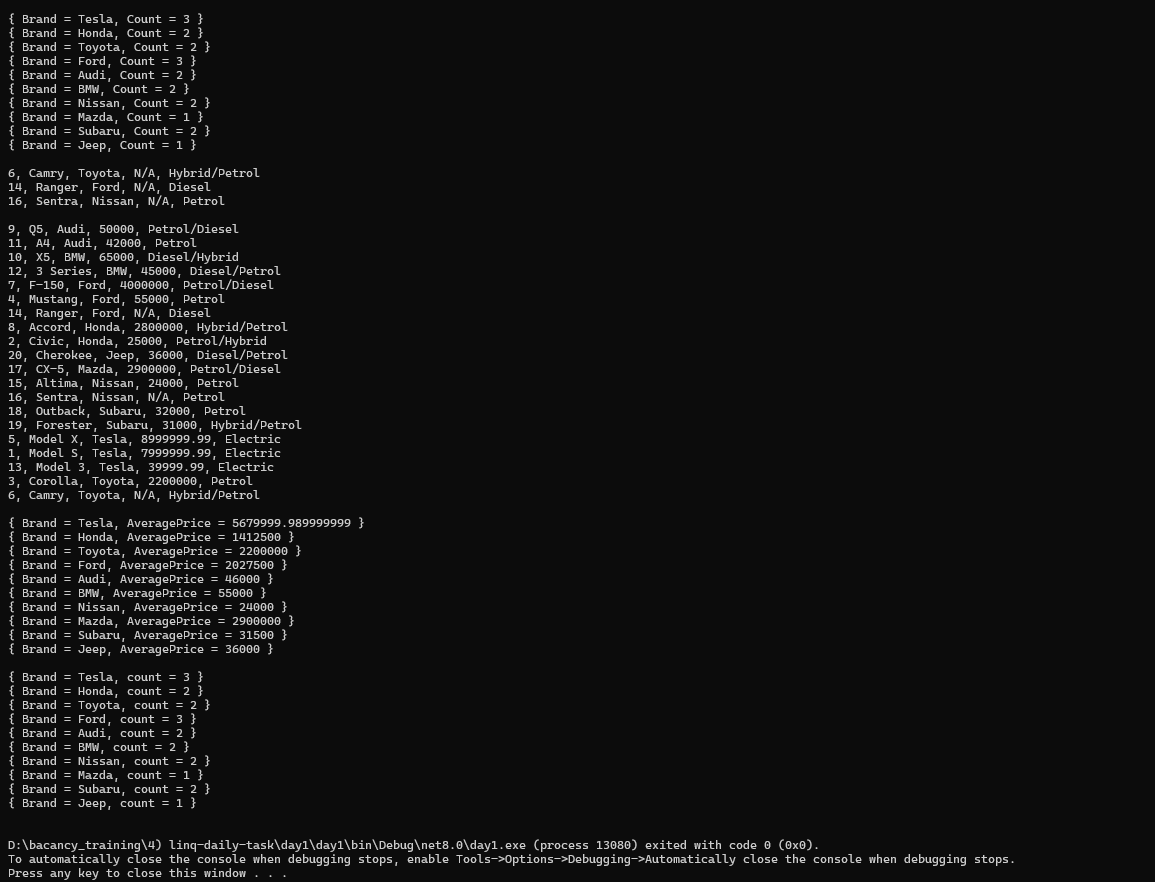 { Brand = Tesla, Count = 3 }
{ Brand = Honda, Count = 2 }
{ Brand = Toyota, Count = 2 }
{ Brand = Ford, Count = 3 }
{ Brand = Audi, Count = 2 }
{ Brand = BMW, Count = 2 }
{ Brand = Nissan, Count = 2 }
{ Brand = Mazda, Count = 1 }
{ Brand = Subaru, Count = 2 }
{ Brand = Jeep, Count = 1 }

6, Camry, Toyota, N/A, Hybrid/Petrol
14, Ranger, Ford, N/A, Diesel
16, Sentra, Nissan, N/A, Petrol

9, Q5, Audi, 50000, Petrol/Diesel
11, A4, Audi, 42000, Petrol
10, X5, BMW, 65000, Diesel/Hybrid
12, 3 Series, BMW, 45000, Diesel/Petrol
7, F-150, Ford, 4000000, Petrol/Diesel
4, Mustang, Ford, 55000, Petrol
14, Ranger, Ford, N/A, Diesel
8, Accord, Honda, 2800000, Hybrid/Petrol
2, Civic, Honda, 25000, Petrol/Hybrid
20, Cherokee, Jeep, 36000, Diesel/Petrol
17, CX-5, Mazda, 2900000, Petrol/Diesel
15, Altima, Nissan, 24000, Petrol
16, Sentra, Nissan, N/A, Petrol
18, Outback, Subaru, 32000, Petrol
19, Forester, Subaru, 31000, Hybrid/Petrol
5, Model X, Tesla, 8999999.99, Electric
1, Model S, Tesla, 7999999.99, Electric
13, Model 3, Tesla, 39999.99, Electric
3, Corolla, Toyota, 2200000, Petrol
6, Camry, Toyota, N/A, Hybrid/Petrol

{ Brand = Tesla, AveragePrice = 5679999.989999999 }
{ Brand = Honda, AveragePrice = 1412500 }
{ Brand = Toyota, AveragePrice = 2200000 }
{ Brand = Ford, AveragePrice = 2027500 }
{ Brand = Audi, AveragePrice = 46000 }
{ Brand = BMW, AveragePrice = 55000 }
{ Brand = Nissan, AveragePrice = 24000 }
{ Brand = Mazda, AveragePrice = 2900000 }
{ Brand = Subaru, AveragePrice = 31500 }
{ Brand = Jeep, AveragePrice = 36000 }

{ Brand = Tesla, count = 3 }
{ Brand = Honda, count = 2 }
{ Brand = Toyota, count = 2 }
{ Brand = Ford, count = 3 }
{ Brand = Audi, count = 2 }
{ Brand = BMW, count = 2 }
{ Brand = Nissan, count = 2 }
{ Brand = Mazda, count = 1 }
{ Brand = Subaru, count = 2 }
{ Brand = Jeep, count = 1 }

D:\bacancy_training\4) linq-daily-task\day1\day1\bin\Debug\net8.0\day1.exe (process 13080) exited with code 0 (0x0).
To automatically close the console when debugging stops, enable Tools->Options->Debugging->Automatically close the console when debugging stops.
Press any key to close this window . . .